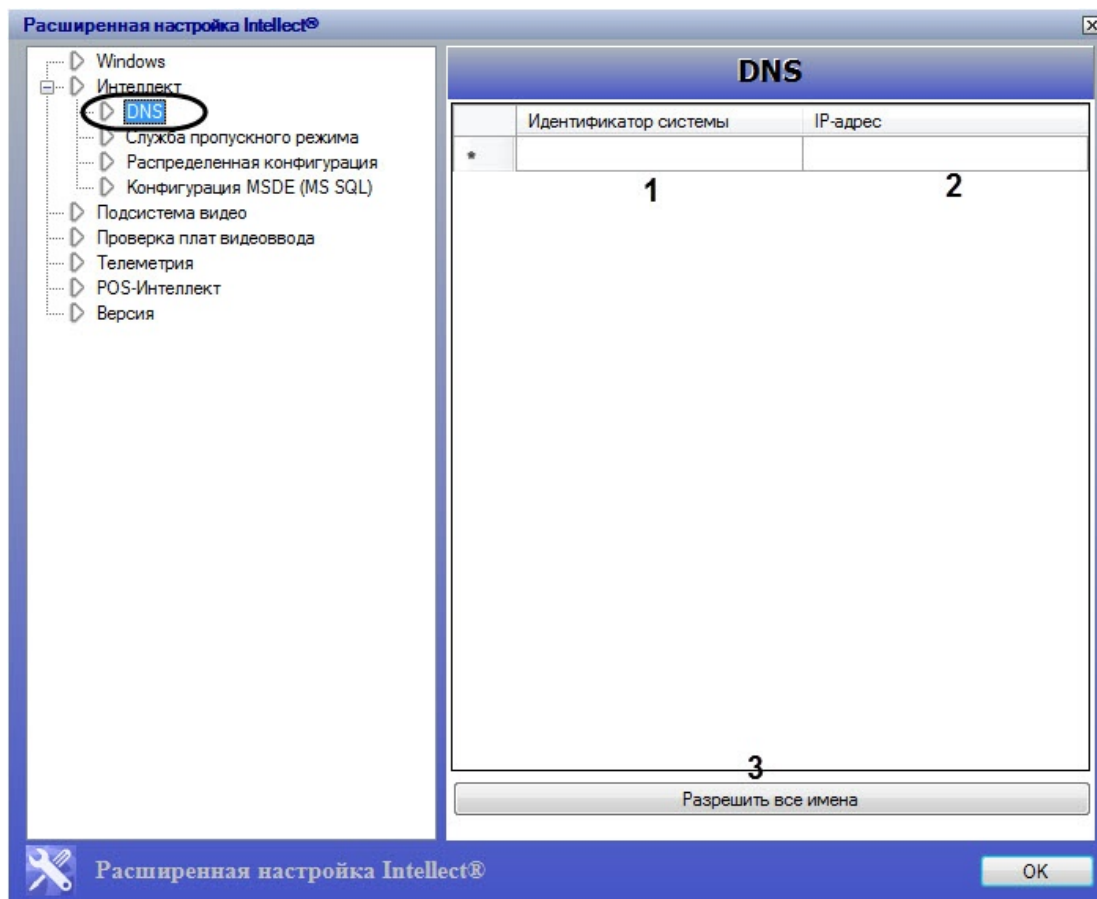 Расширенная настройка Intellect®
Windows
Интеллект
DNS
Служба пропускного режима
Распределенная конфигурация
Конфигурация MSDE (MS SQL)
Подсистема видео
Проверка плат видеоввода
Телеметрия
POS-Интеллект
Версия
DNS
Идентификатор системы IP-адрес
*
1 2
3
Разрешить все имена
Расширенная настройка Intellect®
OK